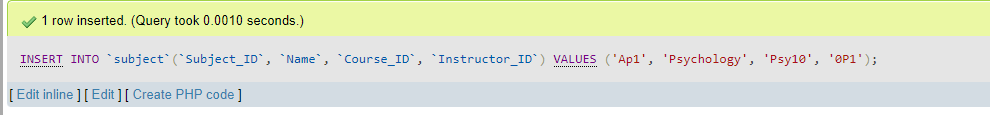 1 row inserted. (Query took 0.0010 seconds.)
INSERT INTO `subject`(`Subject_ID`, `Name`, `Course_ID`, `Instructor_ID`) VALUES ('Ap1', 'Psychology', 'Psy10', '0P1');
[ Edit inline ] [ Edit ] [ Create PHP code ]